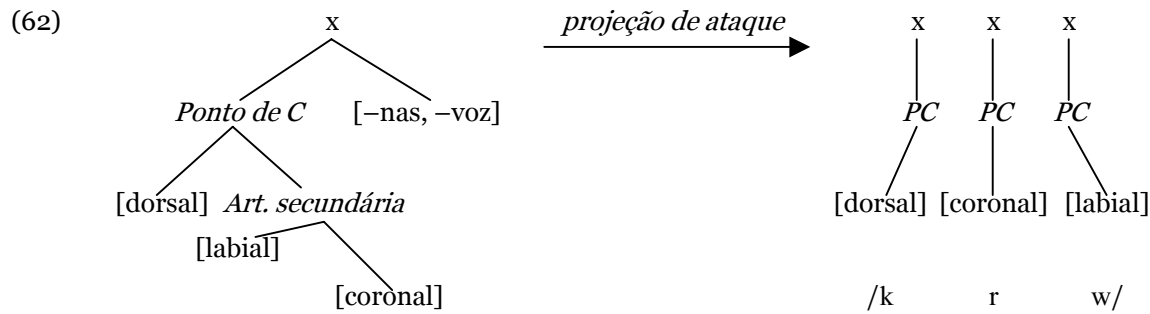 (62) x projeção de ataque x x x
Ponto de C [–nas, –voz] PC PC PC
[dorsal] Art. secundária [dorsal] [coronal] [labial]
[labial]
[coronal] /k r w/